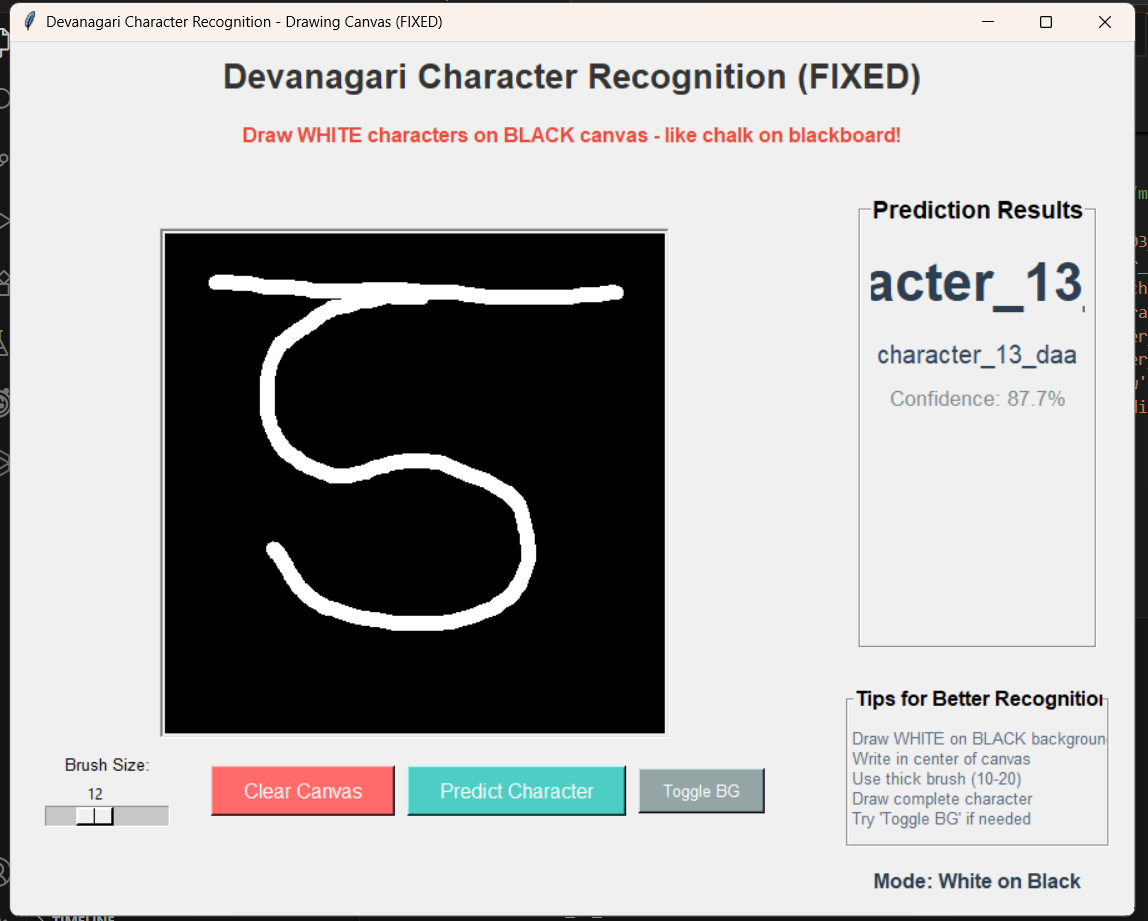 Devanagari Character Recognition - Drawing Canvas (FIXED)
Devanagari Character Recognition (FIXED)
Draw WHITE characters on BLACK canvas - like chalk on blackboard!
ड
Prediction Results
acter_13_
character_13_daa
Confidence: 87.7%
Brush Size:
12
Clear Canvas
Predict Character
Toggle BG
Tips for Better Recognition
Draw WHITE on BLACK backgroun
Write in center of canvas
Use thick brush (10-20)
Draw complete character
Try 'Toggle BG' if needed
Mode: White on Black
TIMELINE